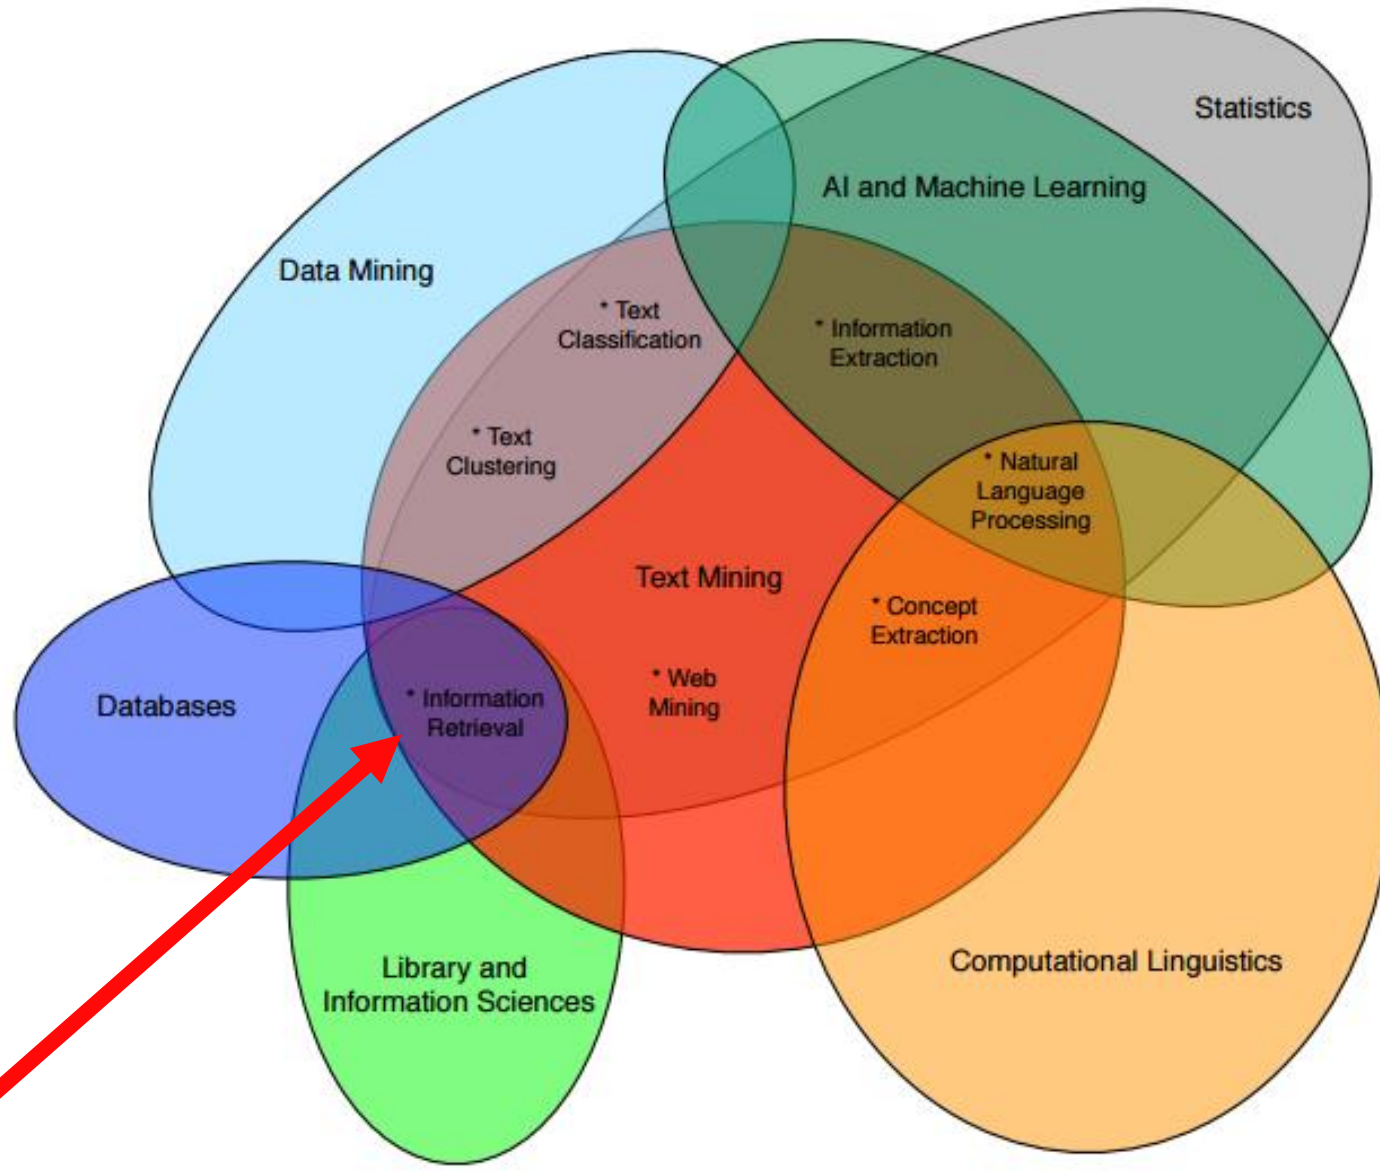 Statistics
AI and Machine Learning
Data Mining
* Text
Classification
* Information
Extraction
* Text
Clustering
* Natural
Language
Processing
Text Mining
* Concept
Extraction
* Web
Mining
Databases
* Information
Retrieval
Library and
Information Sciences
Computational Linguistics